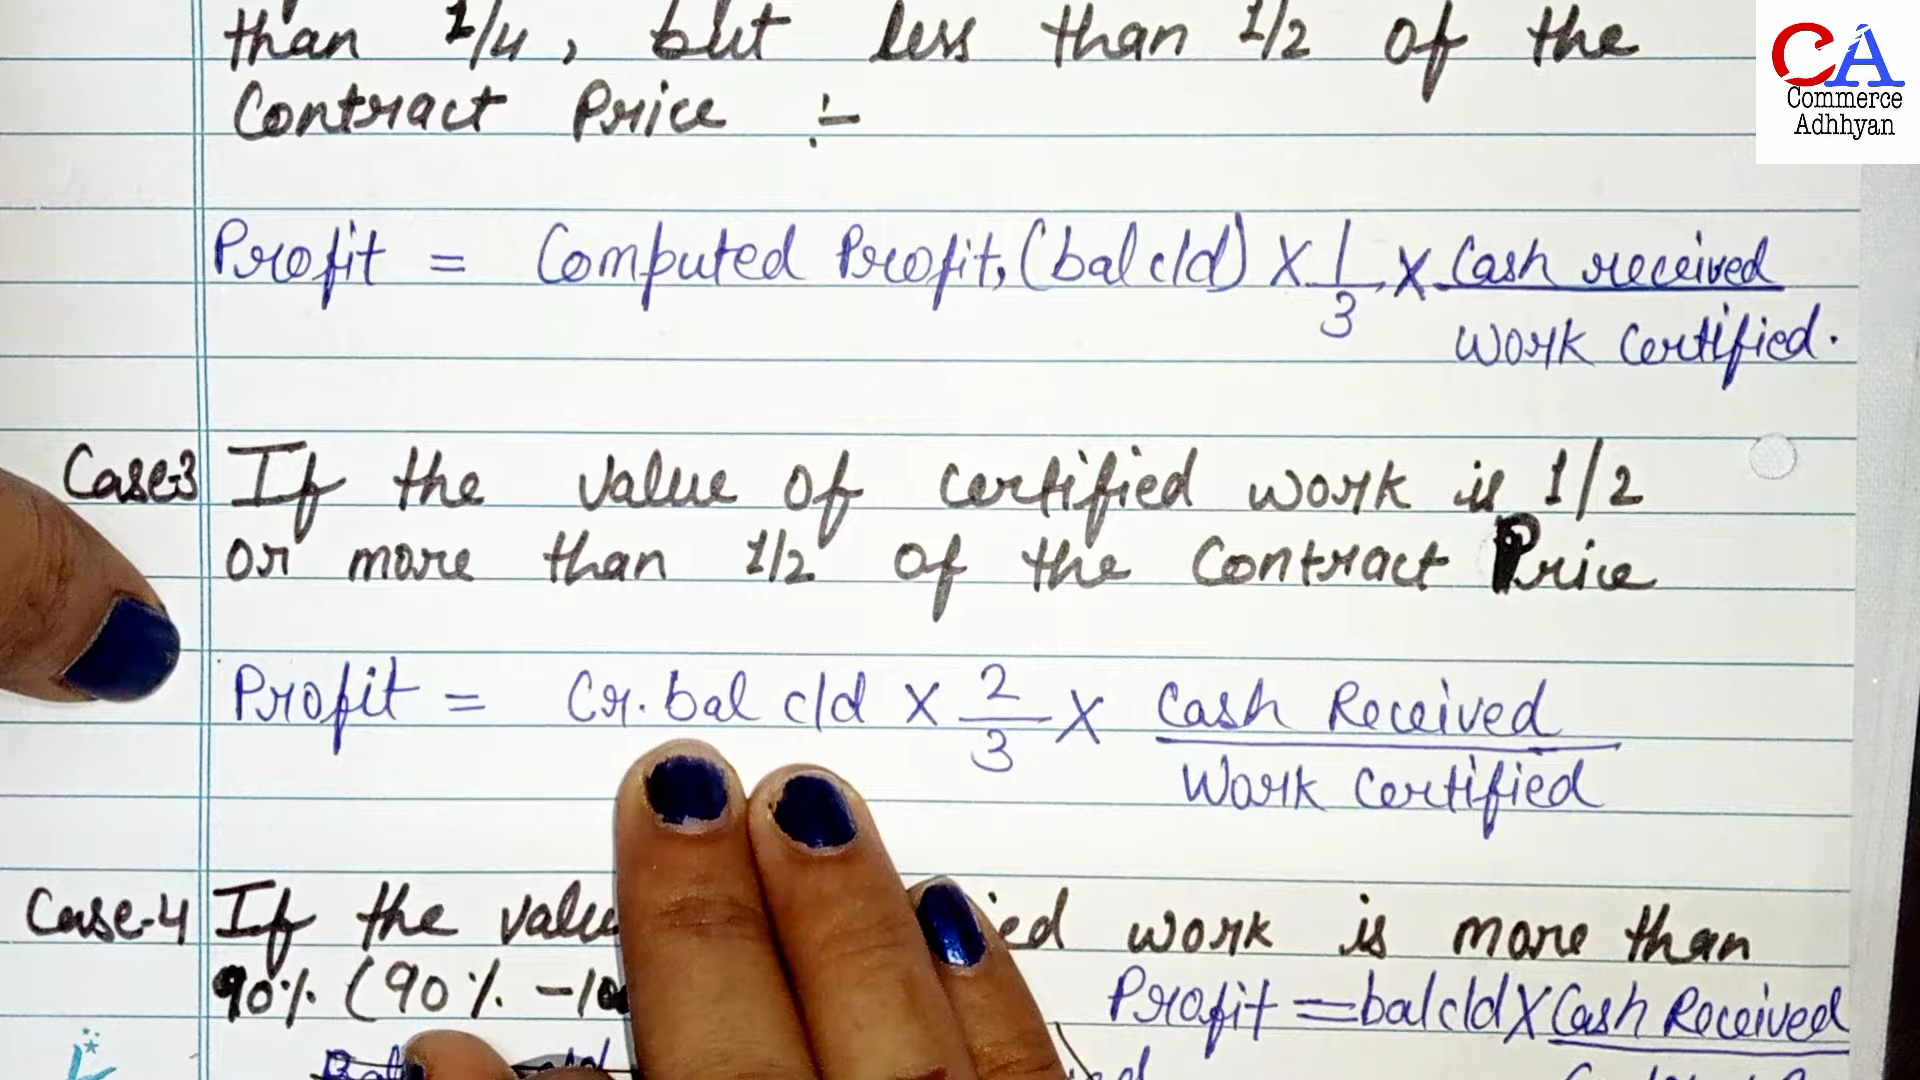 than 1/4, but less than 1/2 of the
CA
Commerce
Adhhyan
Contract Price :-
Profit = Computed Profit, (bal c/d) X 1/3 X Cash received / Work Certified.
Case-3 If the value of certified work is 1/2
or more than 1/2 of the Contract Price
Profit = Cr. bal c/d X 2/3 X Cash Received / Work Certified
Case-4 If the work is more than
90% (90% -
Profit = bal c/d X Cash Received